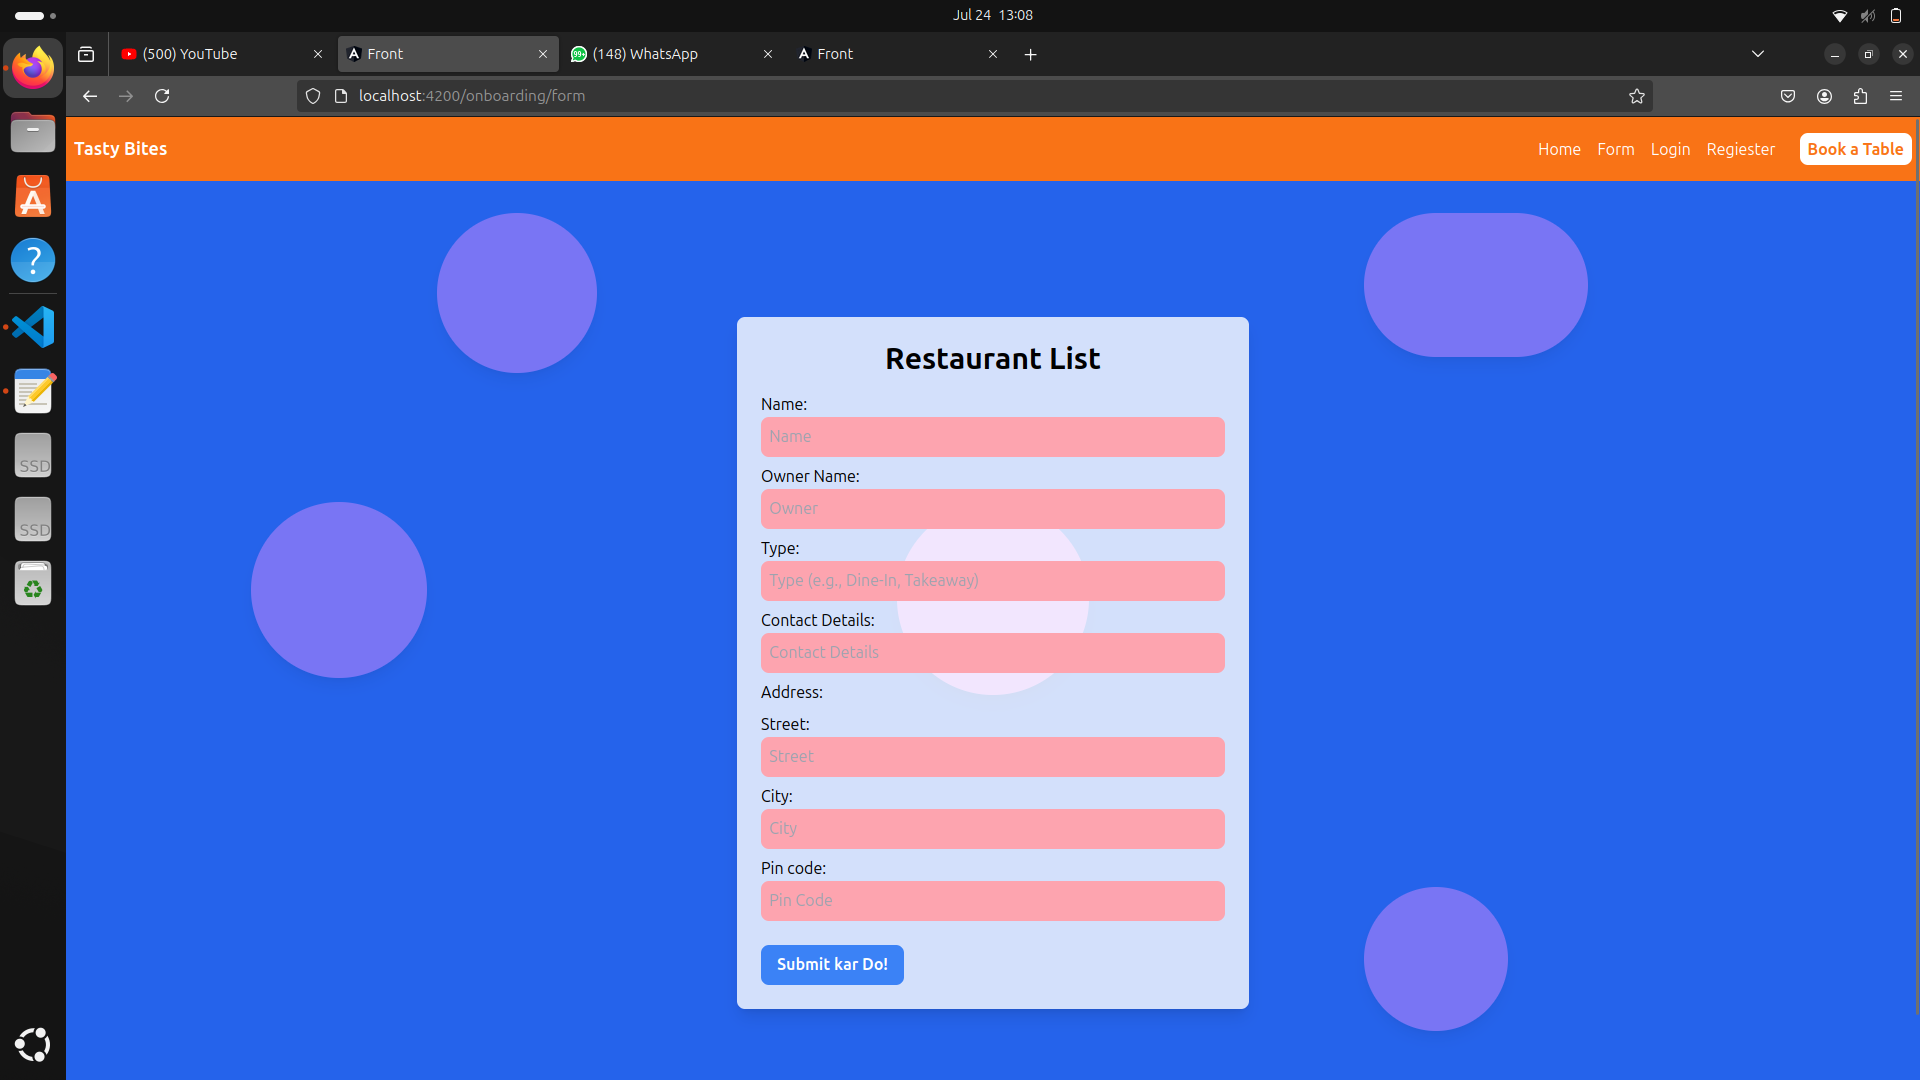 Jul 24 13:08
(500) YouTube
Front
99+
(148) WhatsApp
Front
localhost:4200/onboarding/form
Tasty Bites
Home
Form
Login
Regiester
Book a Table
Restaurant List
Name:
Name
Owner Name:
Owner
Type:
Type (e.g., Dine-In, Takeaway)
Contact Details:
Contact Details
Address:
Street:
Street
City:
City
Pin code:
Pin Code
Submit kar Do!
SSD
SSD